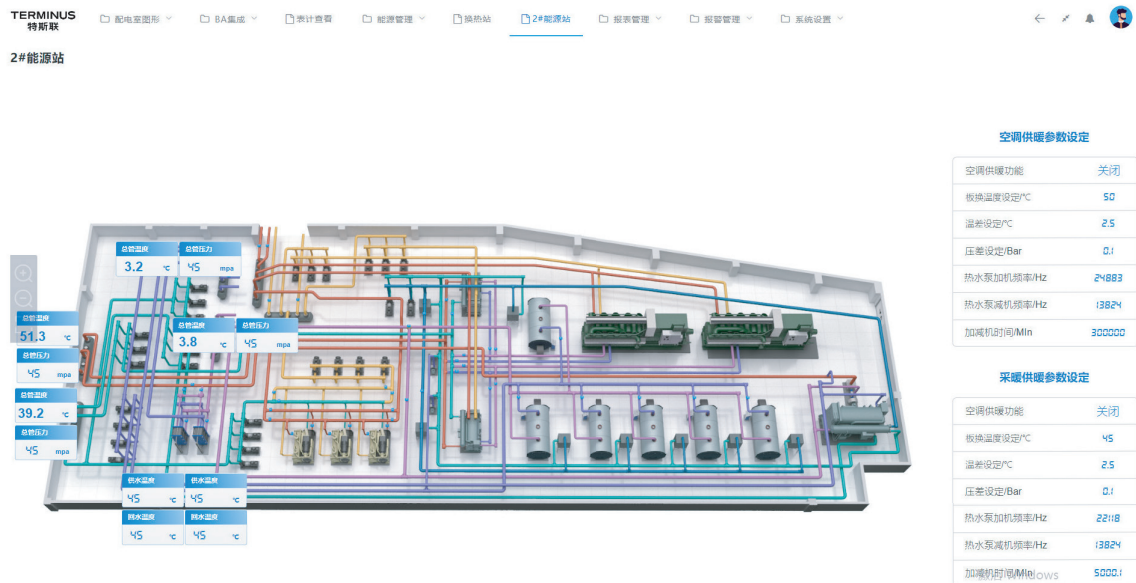 TERMINUS
特斯联
配电室图形
BA集成
表计查看
能源管理
换热站
2#能源站
报表管理
报警管理
系统设置
2#能源站
空调供暖参数设定
空调供暖功能 关闭
板换温度设定/℃ 50
温差设定/℃ 2.5
压差设定/Bar 0.1
热水泵加机频率/Hz 24883
热水泵减机频率/Hz 13824
加减机时间/MIn 300000
总管温度 总管压力
3.2 ℃ 45 mpa
总管温度
51.3 ℃
总管温度 总管压力
3.8 ℃ 45 mpa
总管压力
45 mpa
总管温度
39.2 ℃
总管压力
45 mpa
供水温度 供水温度
45 ℃ 45 ℃
回水温度 回水温度
45 ℃ 45 ℃
采暖供暖参数设定
空调供暖功能 关闭
板换温度设定/℃ 45
温差设定/℃ 2.5
压差设定/Bar 0.1
热水泵加机频率/Hz 22118
热水泵减机频率/Hz 13824
加减机时间/MIn 5000.1
激活 Windows